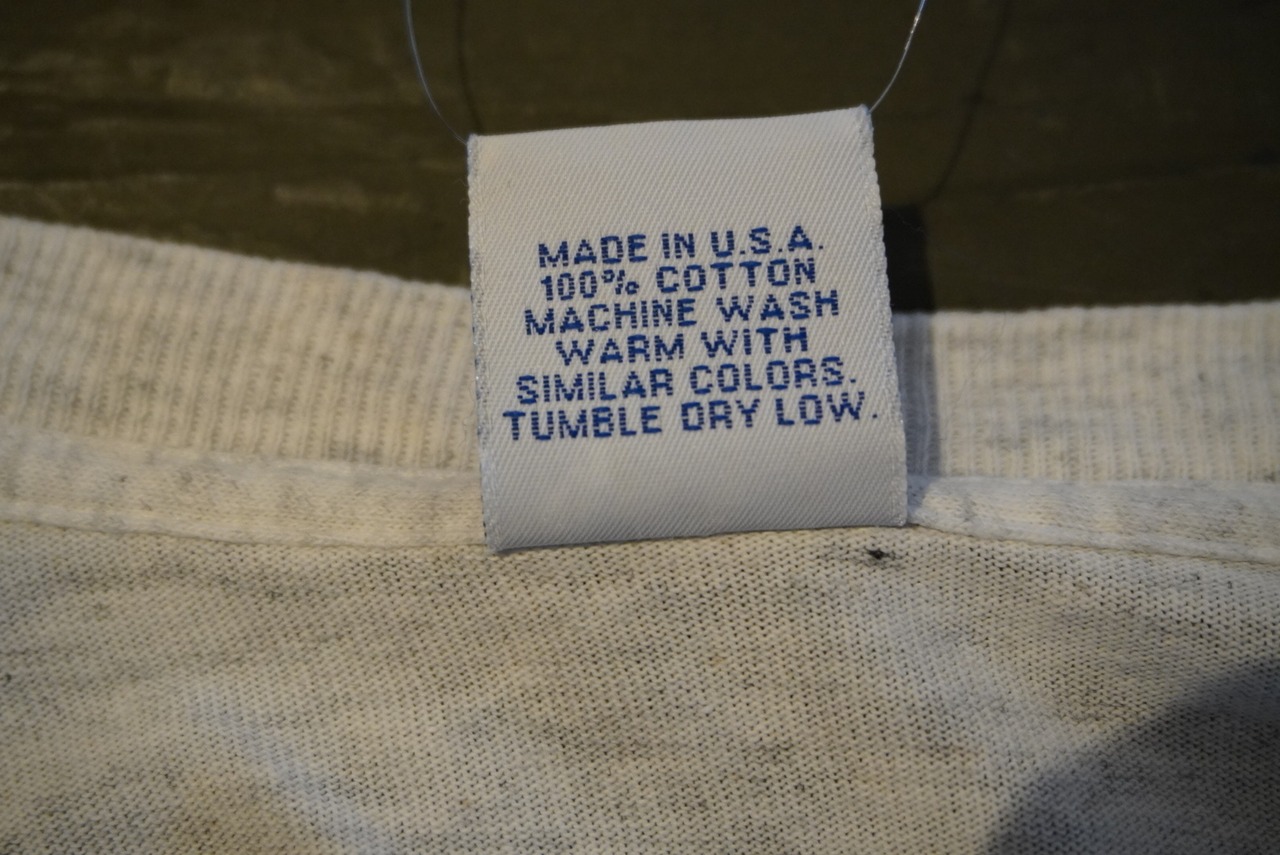 MADE IN U.S.A.
100% COTTON
MACHINE WASH
WARM WITH
SIMILAR COLORS.
TUMBLE DRY LOW.